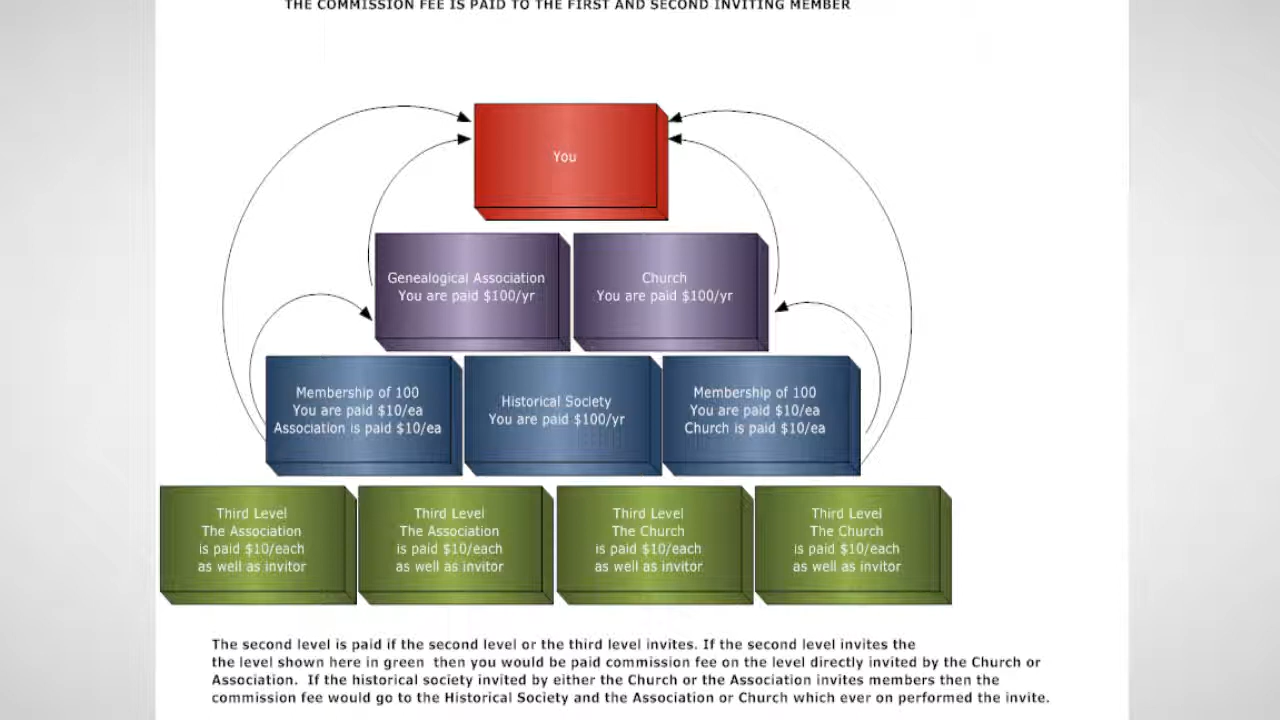 THE COMMISSION FEE IS PAID TO THE FIRST AND SECOND INVITING MEMBER
You
Genealogical Association
You are paid $100/yr
Church
You are paid $100/yr
Membership of 100
You are paid $10/ea
Association is paid $10/ea
Historical Society
You are paid $100/yr
Membership of 100
You are paid $10/ea
Church is paid $10/ea
Third Level
The Association
is paid $10/each
as well as invitor
Third Level
The Association
is paid $10/each
as well as invitor
Third Level
The Church
is paid $10/each
as well as invitor
Third Level
The Church
is paid $10/each
as well as invitor
The second level is paid if the second level or the third level invites. If the second level invites the
the level shown here in green then you would be paid commission fee on the level directly invited by the Church or
Association. If the historical society invited by either the Church or the Association invites members then the
commission fee would go to the Historical Society and the Association or Church which ever on performed the invite.